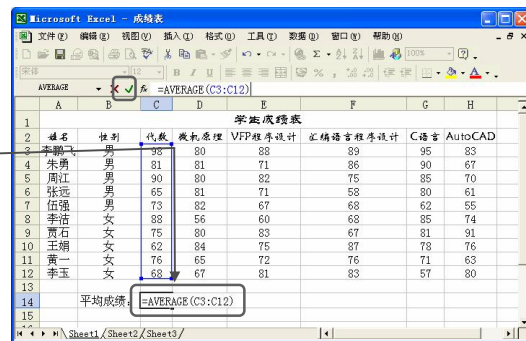 Microsoft Excel - 成绩表
文件(F) 编辑(E) 视图(V) 插入(I) 格式(O) 工具(T) 数据(D) 窗口(W) 帮助(H)
宋体 12 B I U
100%
AVERAGE =AVERAGE(C3:C12)
A B C D E F G H
1 学生成绩表
2 姓名 性别 代数 微机原理 VFP程序设计 汇编语言程序设计 C语言 AutoCAD
3 李鹏飞 男 98 80 88 89 95 83
4 朱勇 男 81 81 71 86 90 67
5 周江 男 90 80 82 75 85 70
6 张远 男 65 81 71 58 80 61
7 伍强 男 73 82 67 68 62 55
8 李洁 女 88 56 60 68 85 74
9 贾石 女 75 80 83 67 81 91
10 王娟 女 62 84 75 87 78 76
11 黄一 女 76 65 72 76 71 63
12 李玉 女 68 67 81 83 57 80
13
14 平均成绩: =AVERAGE(C3:C12)
15
Sheet1 Sheet2 Sheet3